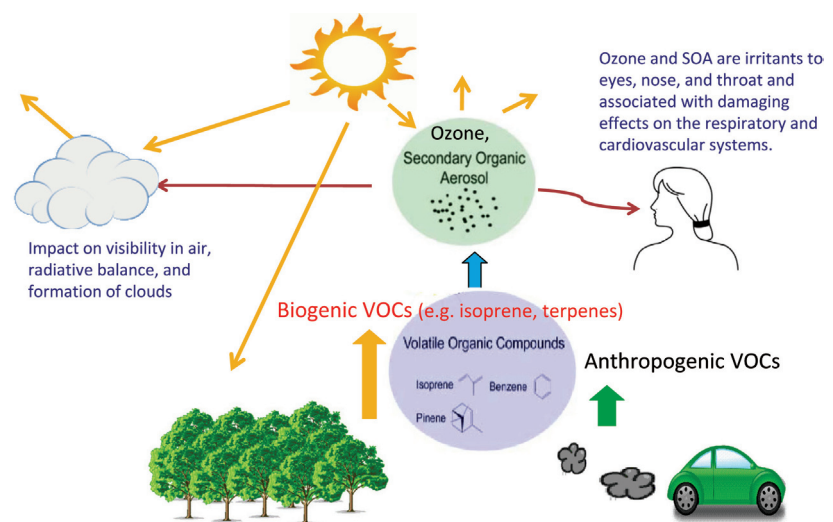 Ozone and SOA are irritants to
eyes, nose, and throat and
associated with damaging
effects on the respiratory and
cardiovascular systems.
Ozone,
Secondary Organic
Aerosol
Impact on visibility in air,
radiative balance, and
formation of clouds
Biogenic VOCs (e.g. isoprene, terpenes)
Volatile Organic Compounds
Isoprene
Benzene
Pinene
Anthropogenic VOCs